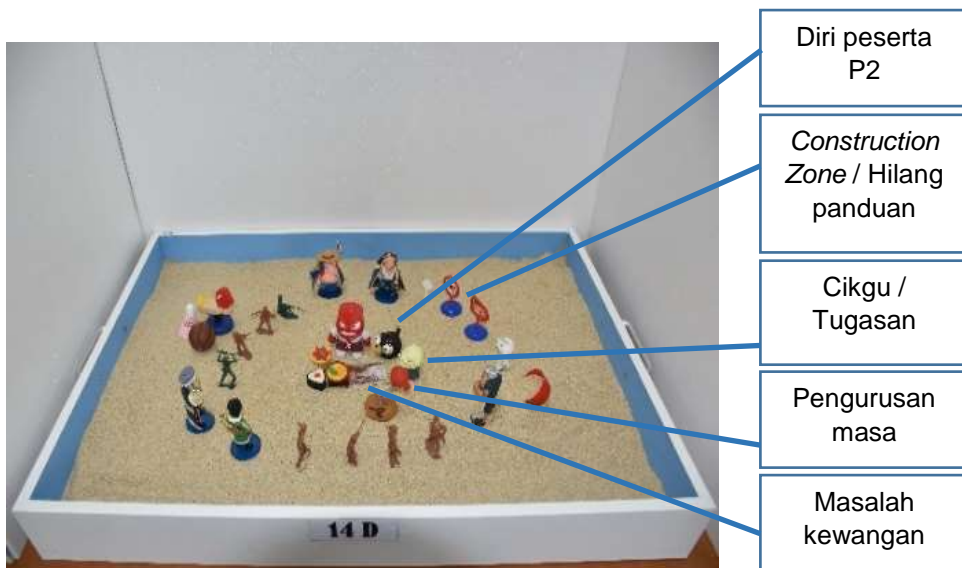 Diri peserta
P2
Construction
Zone / Hilang
panduan
Cikgu /
Tugasan
Pengurusan
masa
Masalah
kewangan
14 D